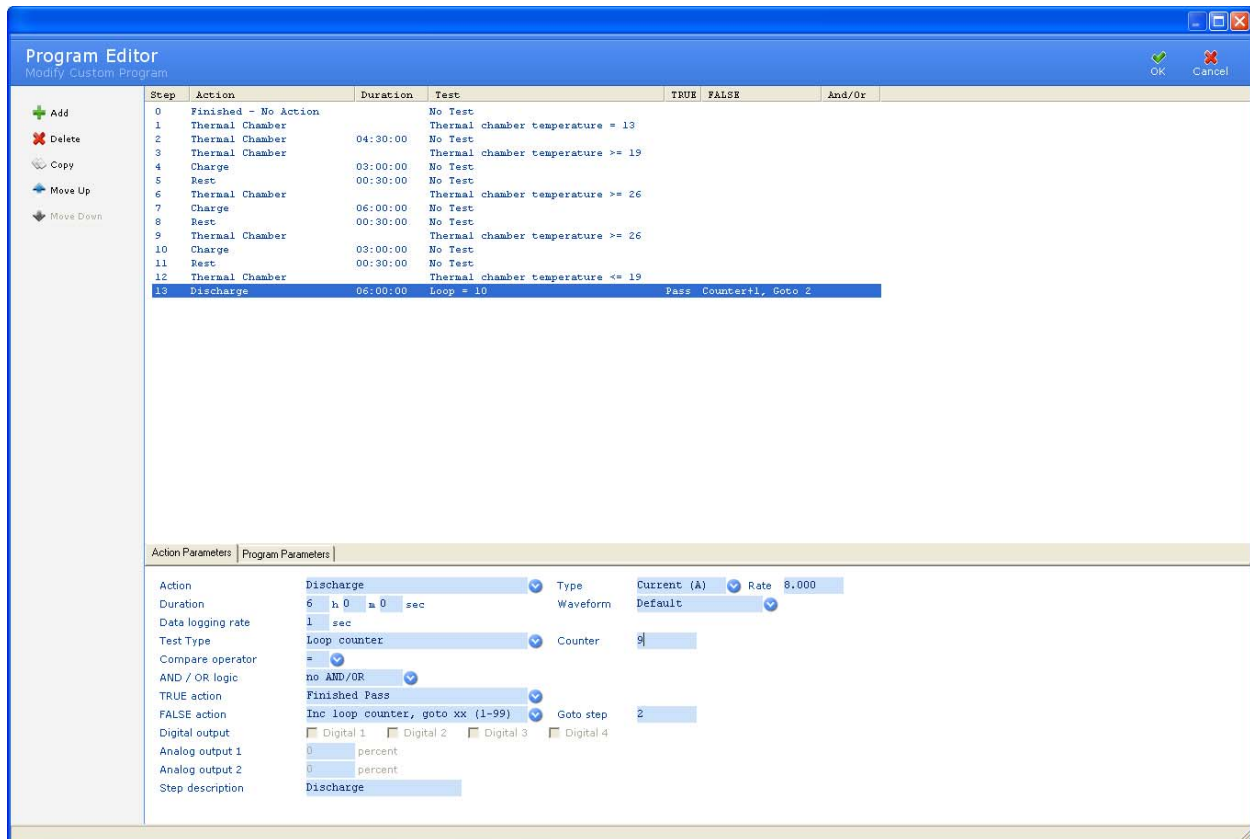 Program Editor
Modify Custom Program
OK
Cancel
Add
Delete
Copy
Move Up
Move Down
Step Action Duration Test TRUE FALSE And/Or
0 Finished - No Action No Test
1 Thermal Chamber Thermal chamber temperature = 13
2 Thermal Chamber 04:30:00 No Test
3 Thermal Chamber Thermal chamber temperature >= 19
4 Charge 03:00:00 No Test
5 Rest 00:30:00 No Test
6 Thermal Chamber Thermal chamber temperature >= 26
7 Charge 06:00:00 No Test
8 Rest 00:30:00 No Test
9 Thermal Chamber Thermal chamber temperature >= 26
10 Charge 03:00:00 No Test
11 Rest 00:30:00 No Test
12 Thermal Chamber Thermal chamber temperature <= 19
13 Discharge 06:00:00 Loop = 10 Pass Counter+1, Goto 2
Action Parameters Program Parameters
Action Discharge Type Current (A) Rate 8.000
Duration 6 h 0 m 0 sec Waveform Default
Data logging rate 1 sec
Test Type Loop counter Counter 9
Compare operator =
AND / OR logic no AND/OR
TRUE action Finished Pass
FALSE action Inc loop counter, goto xx (1-99) Goto step 2
Digital output Digital 1 Digital 2 Digital 3 Digital 4
Analog output 1 0 percent
Analog output 2 0 percent
Step description Discharge